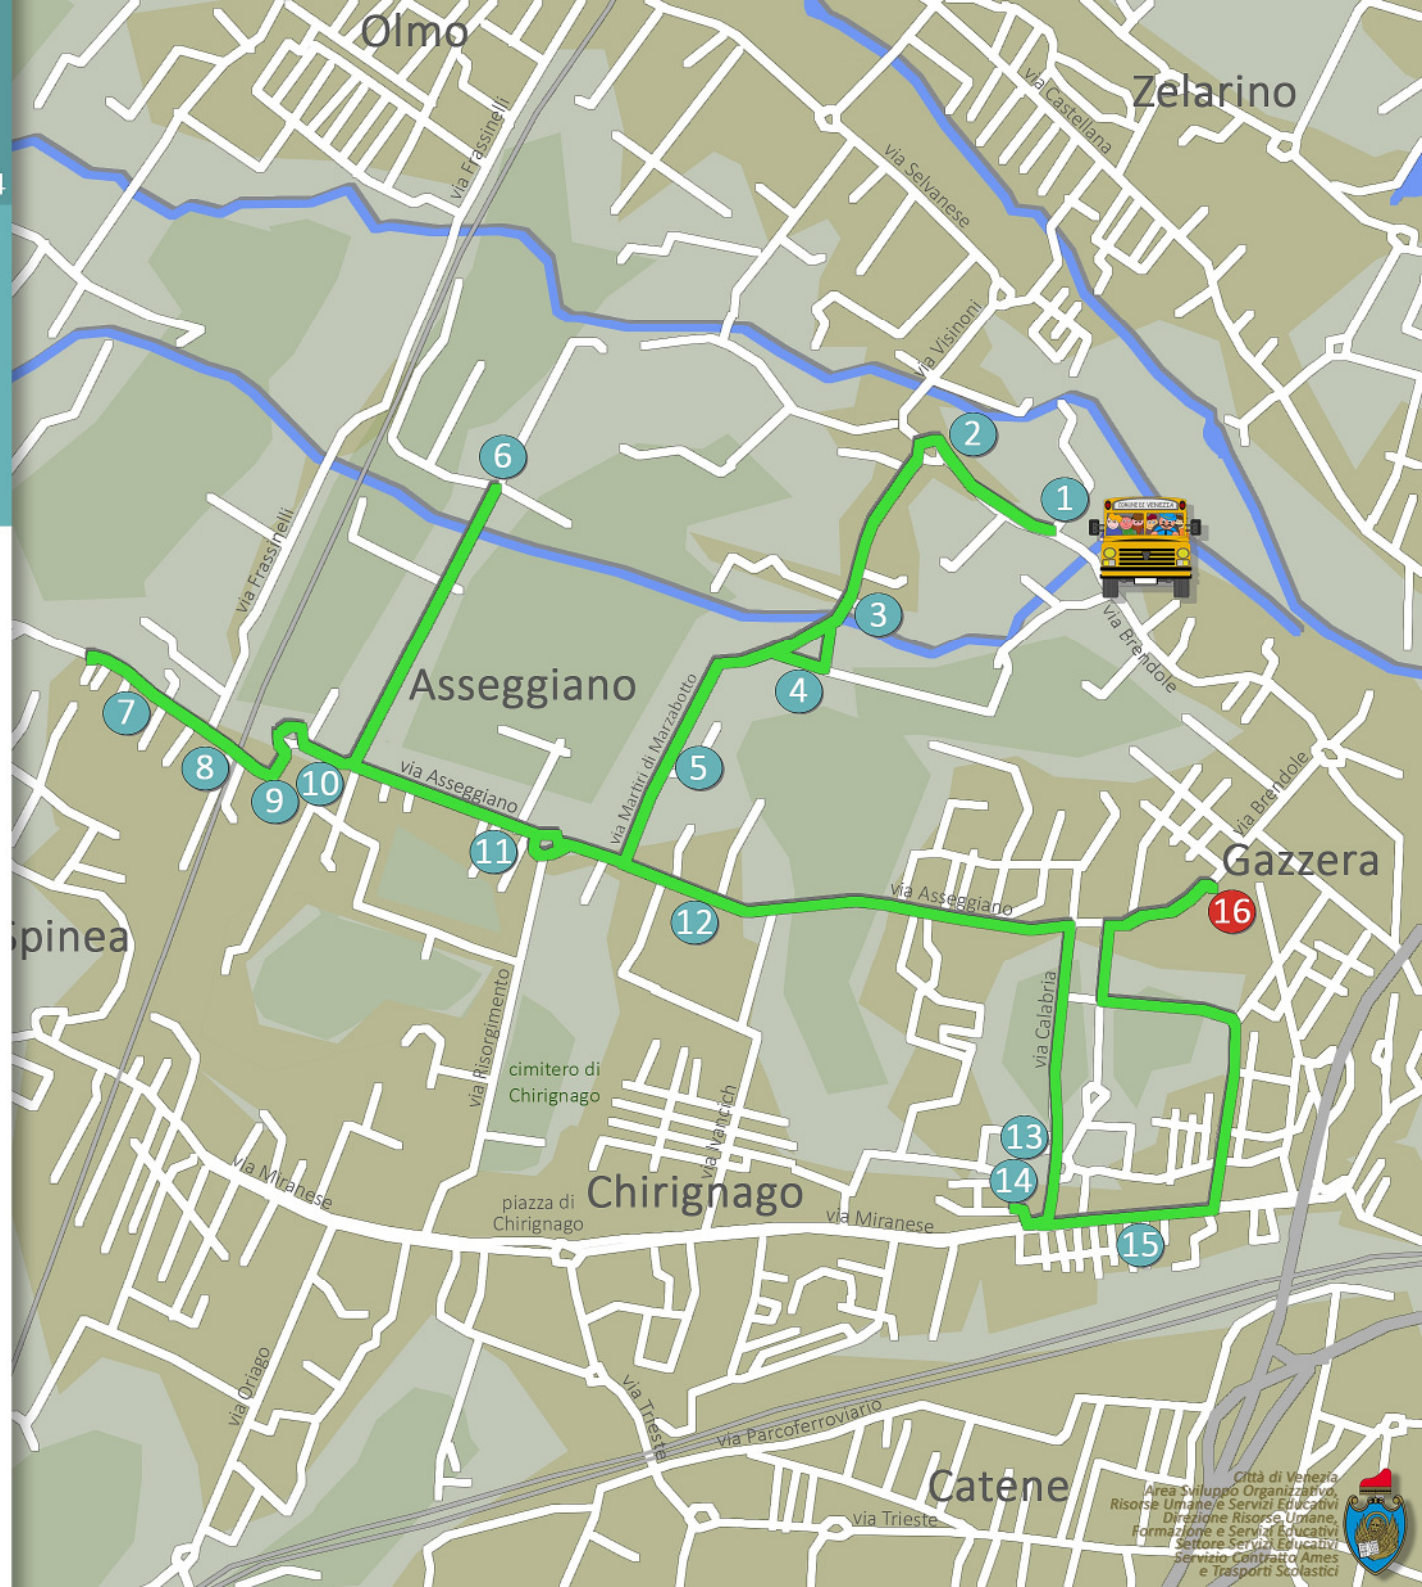 Olmo
Zelarino
via Castellana
via Frassinelli
via Selvanese
4
via Visinoni
2
6
1
COMUNE DI VENEZIA
via Frassinelli
3
via Brendole
Asseggiano
4
7
via Martiri di Marzabotto
5
8
via Asseggiano
10
9
via Brendole
11
Gazzera
via Asseggiano
16
12
Spinea
via Risorgimento
via Calabria
cimitero di
Chirignago
via Ivancich
13
via Miranese
14
Chirignago
piazza di
Chirignago
via Miranese
15
via Oriago
via Trieste
via Parcoferroviario
Catene
via Trieste
Città di Venezia
Area Sviluppo Organizzativo,
Risorse Umane e Servizi Educativi
Direzione Risorse Umane,
Formazione e Servizi Educativi
Settore Servizi Educativi
Servizio Contratto Ames
e Trasporti Scolastici